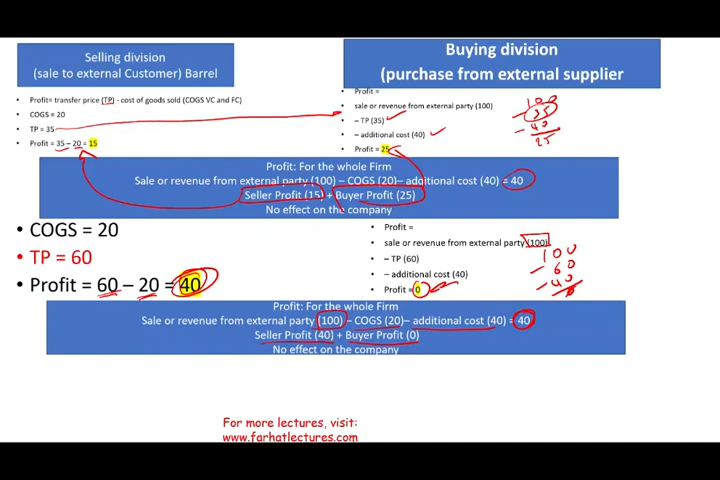 Selling division
(sale to external Customer) Barrel
Buying division
(purchase from external supplier
• Profit= transfer price (TP) - cost of goods sold (COGS VC and FC)
• COGS = 20
• TP = 35
• Profit = 35 – 20 = 15
• Profit =
• sale or revenue from external party (100)
• – TP (35)
• – additional cost (40)
• Profit = 25
100
- 35
- 40
25
Profit: For the whole Firm
Sale or revenue from external party (100) – COGS (20)– additional cost (40) = 40
Seller Profit (15) + Buyer Profit (25)
No effect on the company
• COGS = 20
• TP = 60
• Profit = 60 – 20 = 40
• Profit =
• sale or revenue from external party (100)
• – TP (60)
• – additional cost (40)
• Profit = 0
100
- 60
- 40
Profit: For the whole Firm
Sale or revenue from external party (100) – COGS (20)– additional cost (40) = 40
Seller Profit (40) + Buyer Profit (0)
No effect on the company
For more lectures, visit:
www.farhatlectures.com